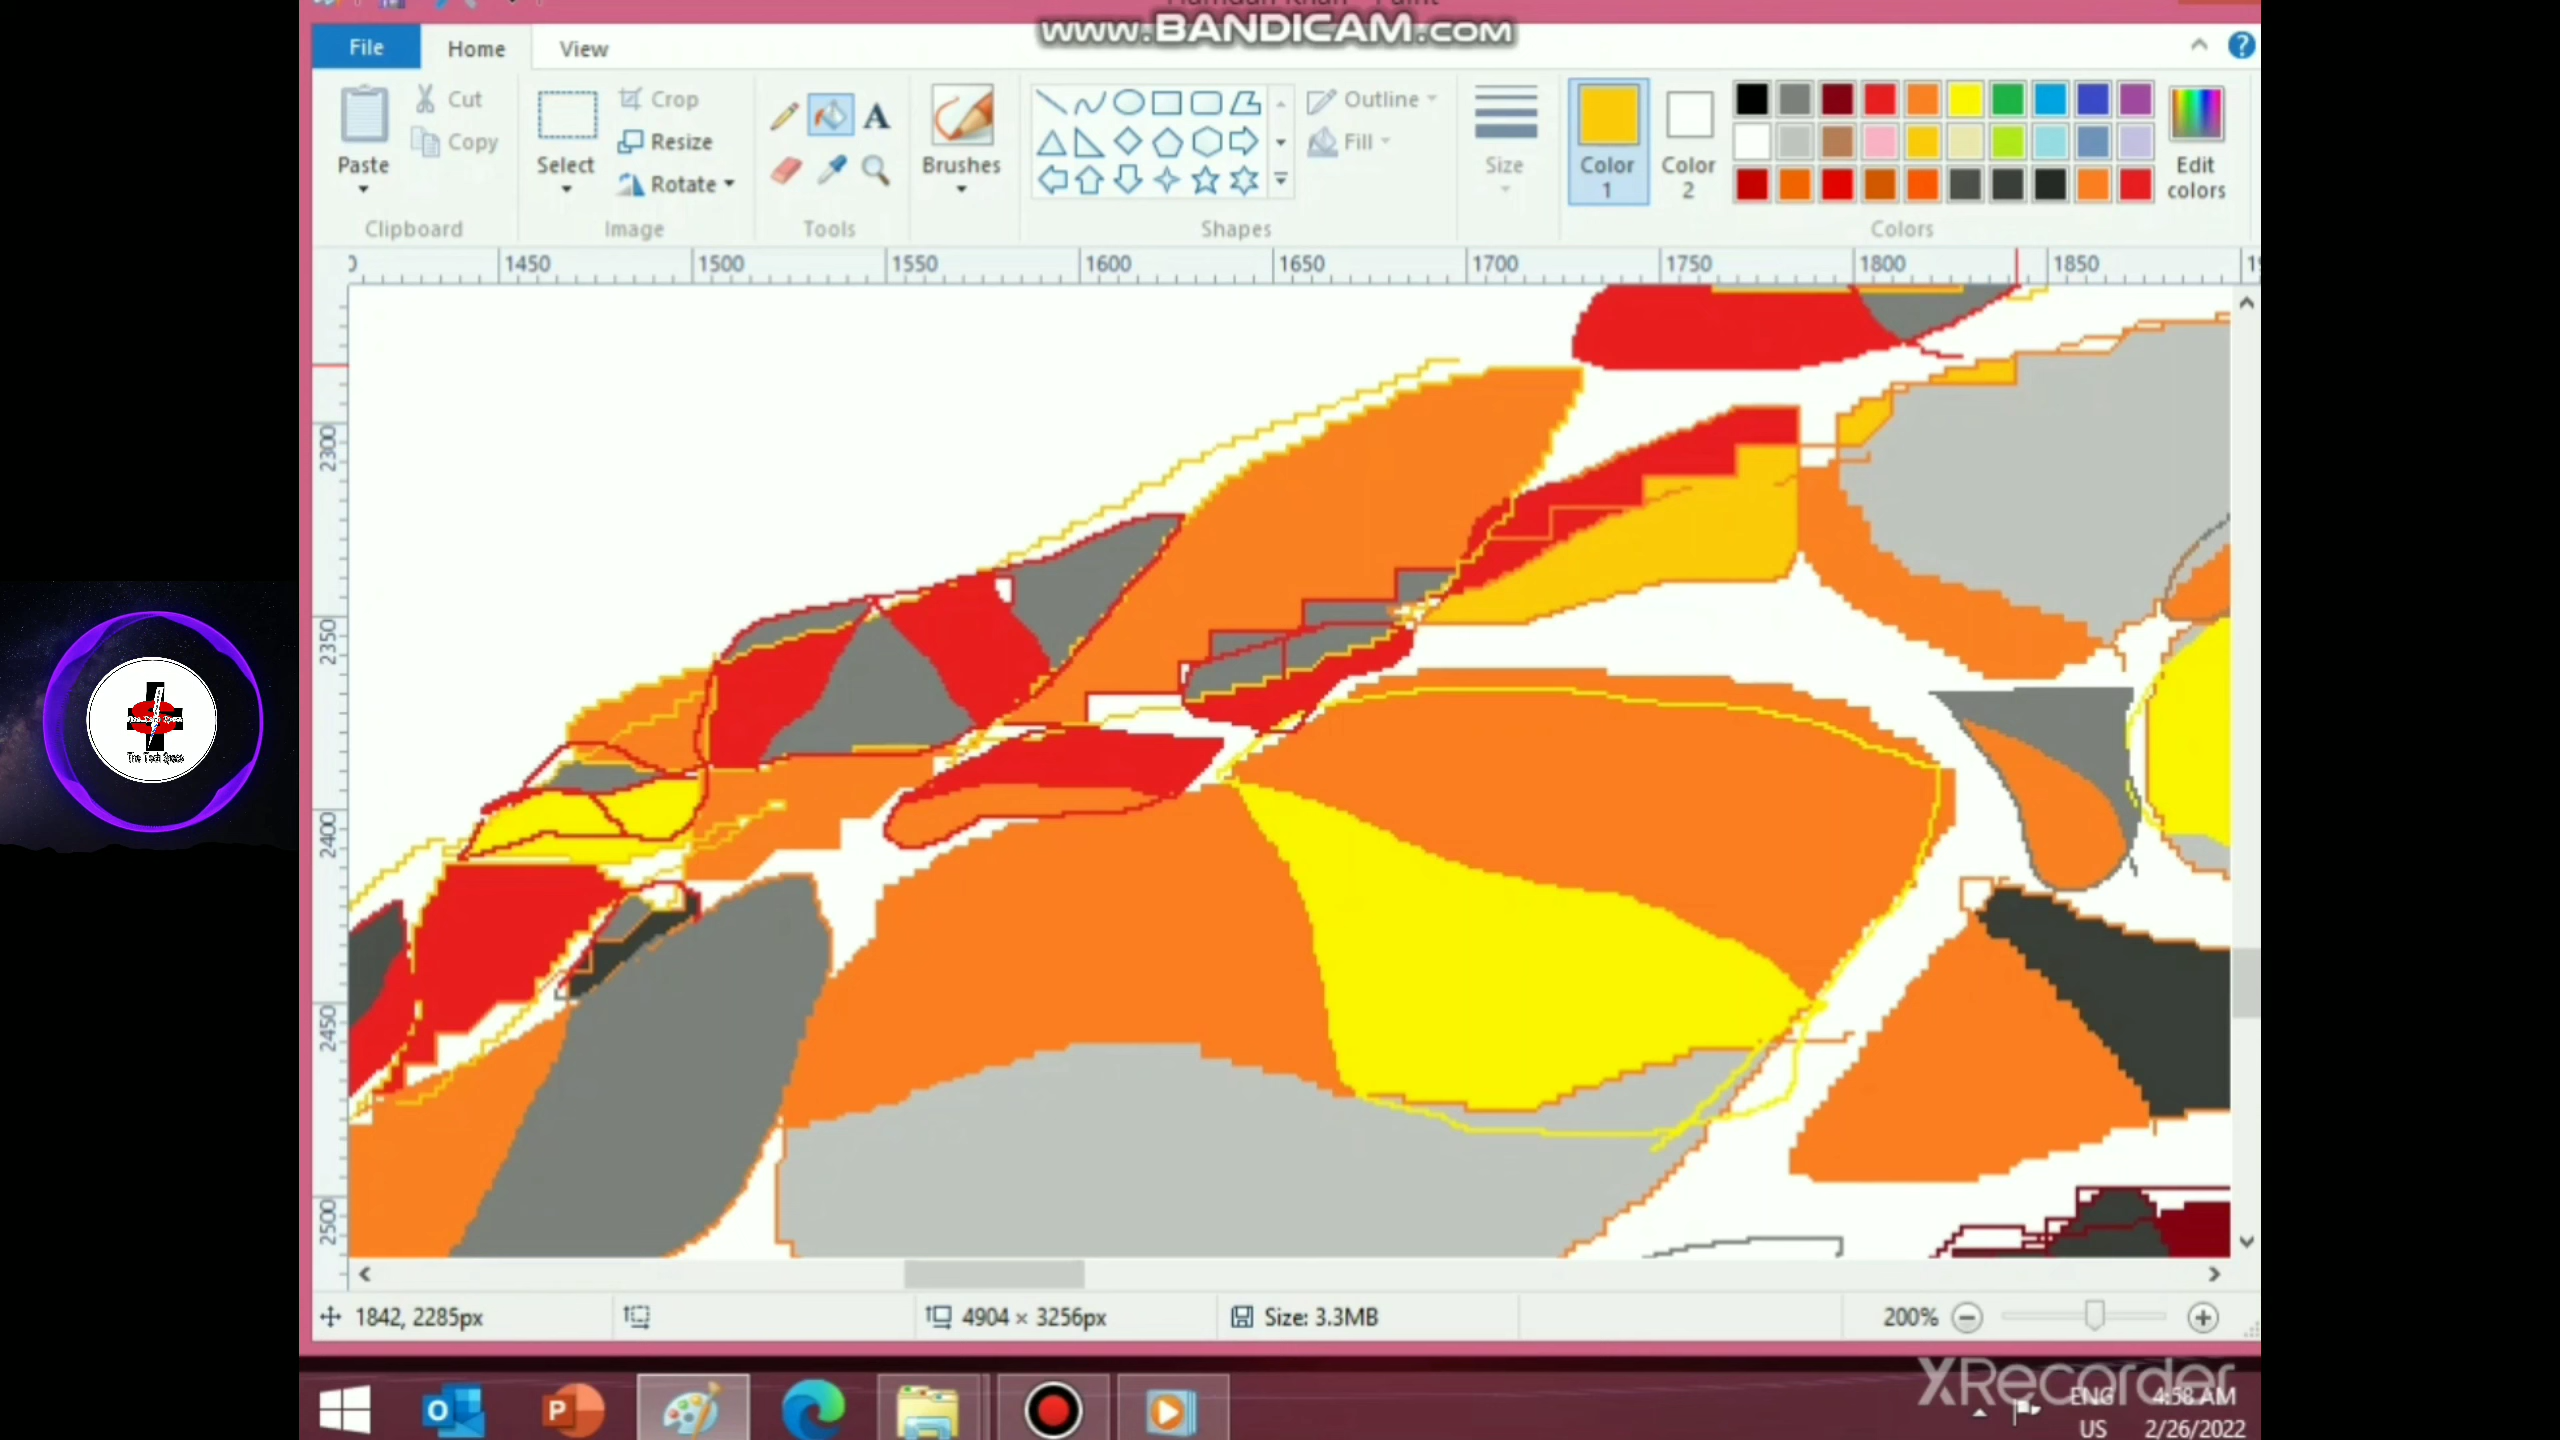 www.BANDICAM.com
File Home View
Cut
Copy
Paste
Clipboard
Crop
Resize
Rotate
Select
Image
A
Tools
Brushes
Outline
Fill
Shapes
Size
Color 1
Color 2
Edit colors
Colors
1450 1500 1550 1600 1650 1700 1750 1800 1850
2300
2350
2400
2450
2500
The Tech Space
1842, 2285px
4904 × 3256px
Size: 3.3MB
200%
XRecorder
ENG
US
4:58 AM
2/26/2022